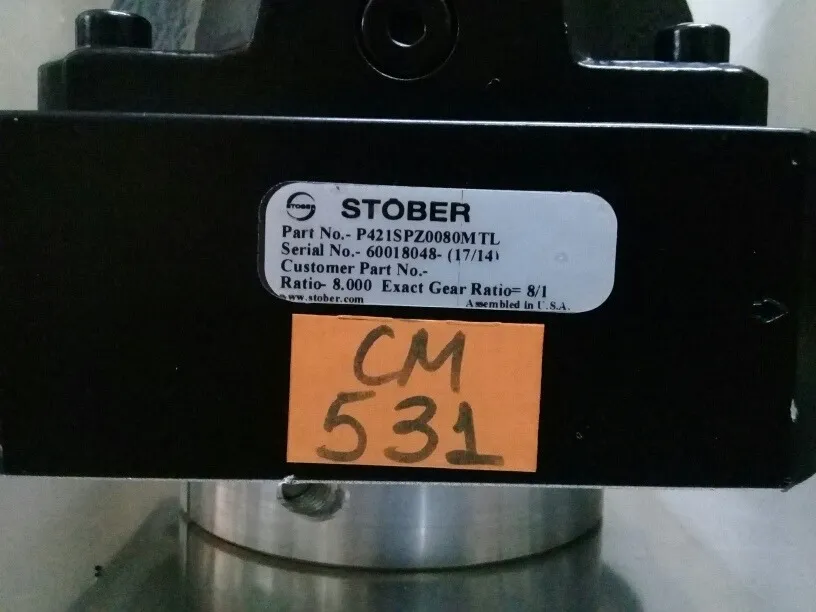 STOBER
STÖBER
Part No.- P421SPZ0080MTL
Serial No.- 60018048- (17/14)
Customer Part No.-
Ratio- 8.000 Exact Gear Ratio= 8/1
www.stober.com Assembled in U.S.A.
CM
531